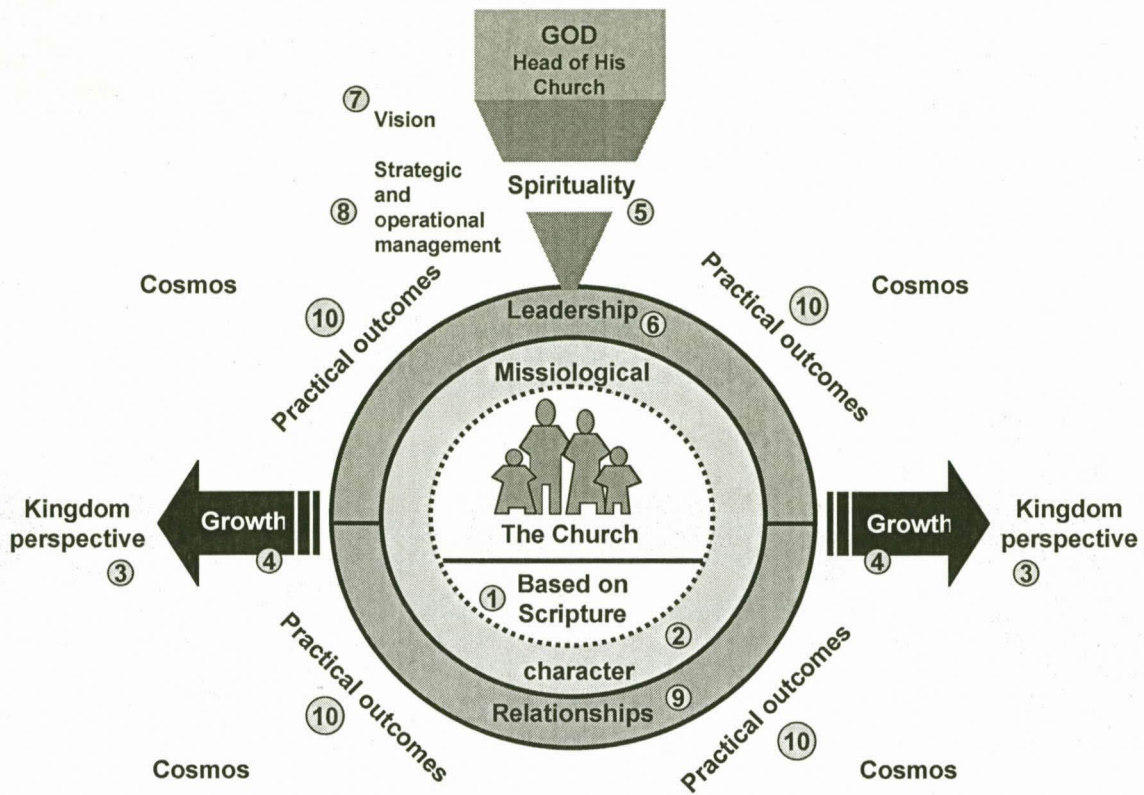 GOD
Head of His
Church
7
Vision
Strategic
and
operational
management
8
Spirituality
5
Cosmos
10
Practical outcomes
Practical outcomes
10
Cosmos
Leadership
6
Missiological
The Church
Kingdom
perspective
3
Growth
4
Growth
4
Kingdom
perspective
3
1
Based on
Scripture
2
character
Relationships
9
Practical outcomes
10
Practical outcomes
10
Cosmos
Cosmos